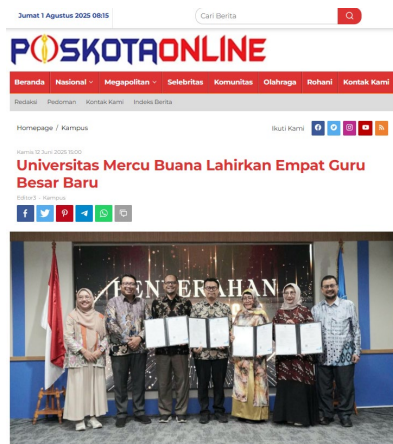 Jumat 1 Agustus 2025 08:15
Cari Berita
POSKOTAONLINE
Beranda Nasional Megapolitan Selebritas Komunitas Olahraga Rohani Kontak Kami
Redaksi Pedoman Kontak Kami Indeks Berita
Homepage / Kampus
Ikuti Kami
Kamis 12 Juni 2025 15:00
Universitas Mercu Buana Lahirkan Empat Guru
Besar Baru
Editor3 - Kampus
PENYERAHAN